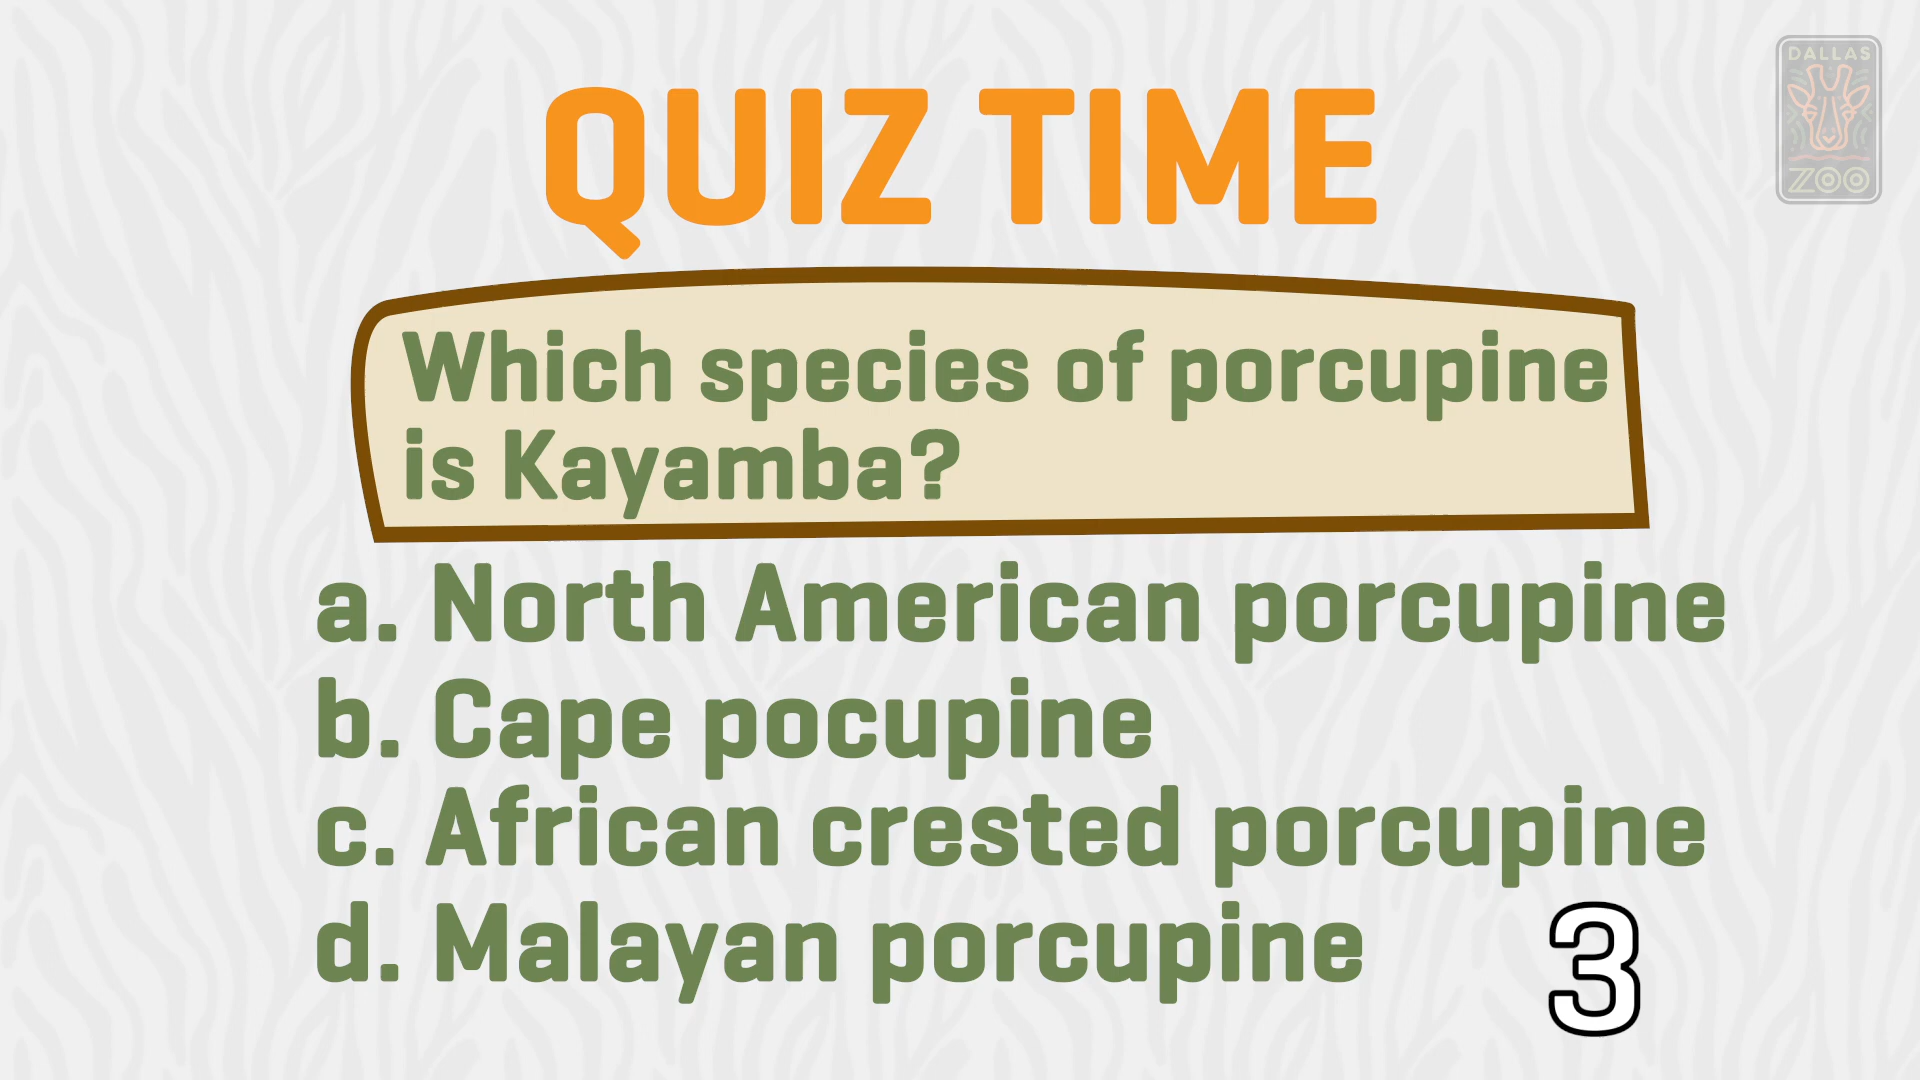 DALLAS
ZOO
QUIZ TIME
Which species of porcupine
is Kayamba?
a. North American porcupine
b. Cape pocupine
c. African crested porcupine
d. Malayan porcupine
3